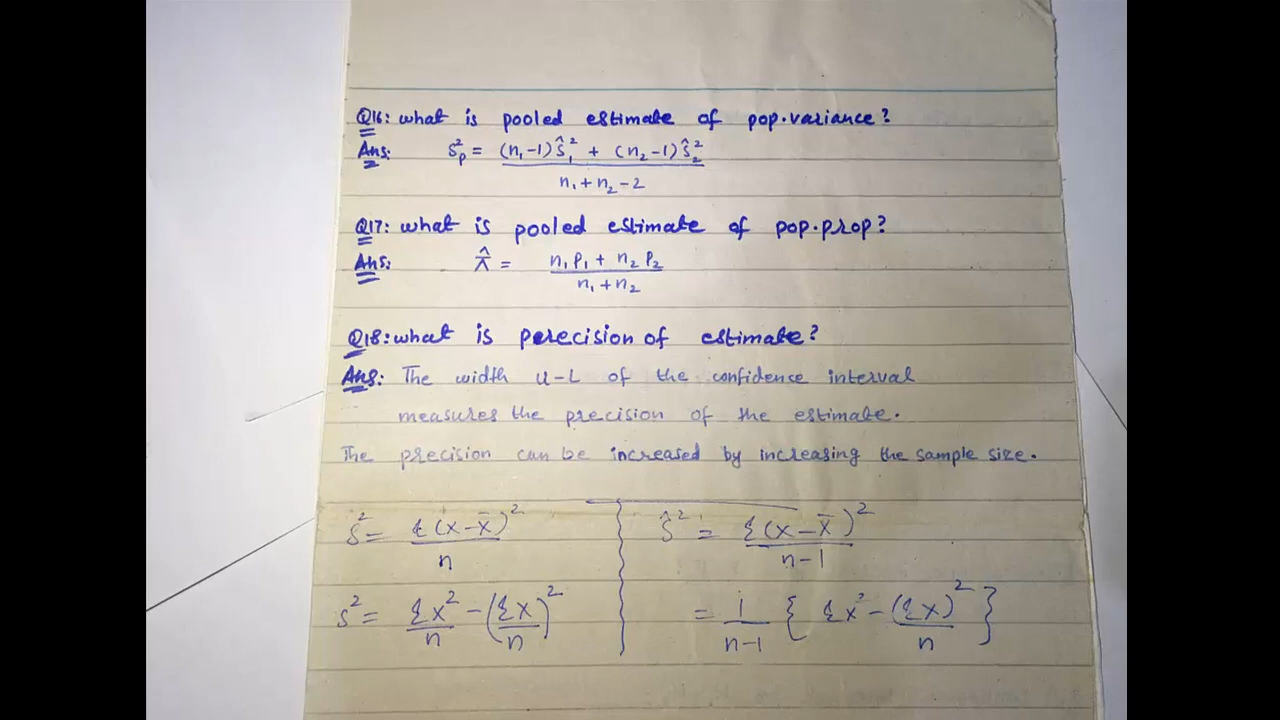 Q16: what is pooled estimate of pop.variance?
Ans: s²p = (n₁-1)ŝ₁² + (n₂-1)ŝ₂²
n₁+n₂-2
Q17: what is pooled estimate of pop.prop?
Ans: π̂ = n₁p₁ + n₂p₂
n₁+n₂
Q18: what is perecision of estimate?
Ans: The width u-L of the confidence interval
measures the precision of the estimate.
The precision can be increased by increasing the sample size.
s² = Σ(x-x̄)²
n
ŝ² = Σ(x-x̄)²
n-1
s² = Σx² - (Σx)²
n n
= 1 { Σx² - (Σx)² }
n-1 n